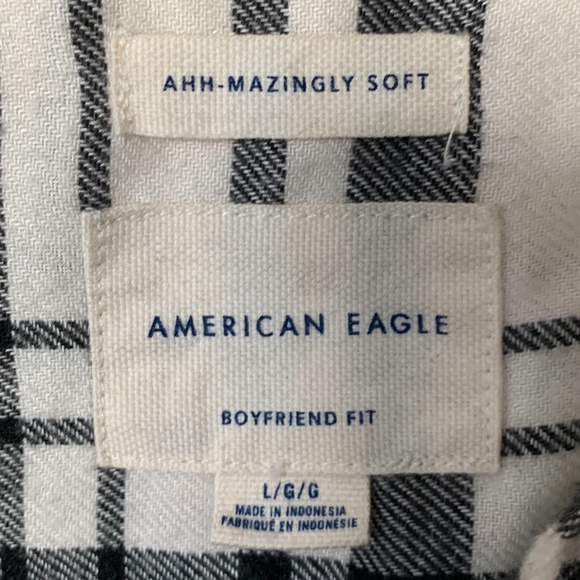 AHH-MAZINGLY SOFT
AMERICAN EAGLE
BOYFRIEND FIT
L/G/G
MADE IN INDONESIA
FABRIQUÉ EN INDONÉSIE